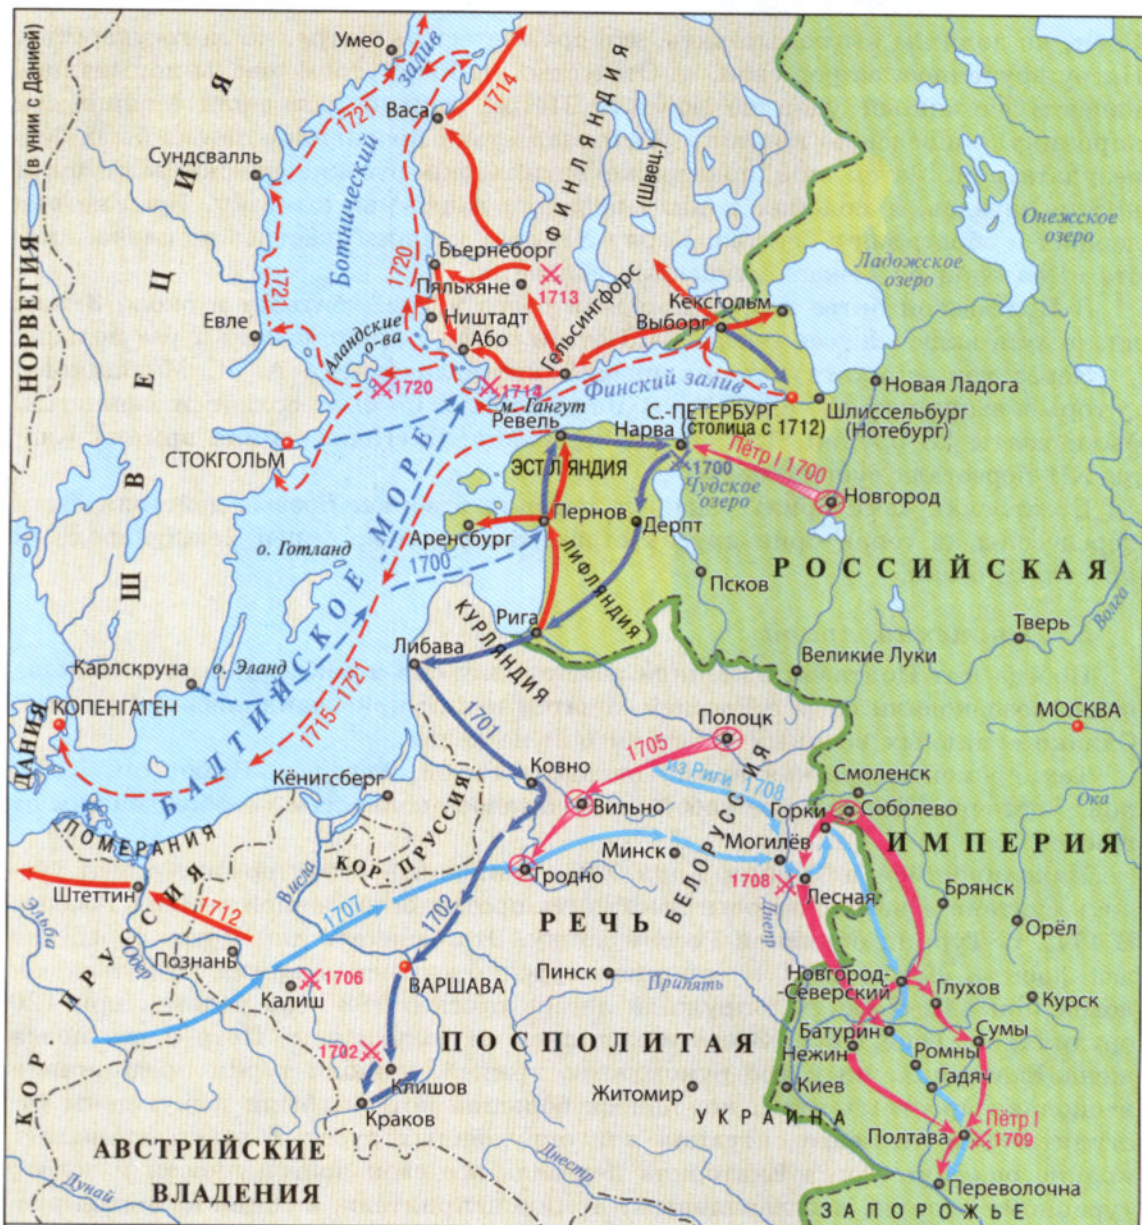 НОРВЕГИЯ (в унии с Данией)
ШВЕЦИЯ
Умео
залив
Ботнический
1721
1714
Васа
Сундсвалль
ФИНЛЯНДИЯ
(Швец.)
Онежское
озеро
Ладожское
озеро
Бьернеборг
1720
Пялькяне
1713
1721
Кексгольм
Выборг
Евле
Ништадт
Або
Гельсингфорс
Аландские
о-ва
1720
1714
м. Гангут
Финский залив
Новая Ладога
Шлиссельбург
(Нотебург)
С.-ПЕТЕРБУРГ
(столица с 1712)
Ревель
Нарва
СТОКГОЛЬМ
ЭСТЛЯНДИЯ
1700
Пётр I 1700
Чудское
озеро
Новгород
Пернов
Дерпт
Аренсбург
о. Готланд
1700
ЛИФЛЯНДИЯ
Псков
РОССИЙСКАЯ
Волга
БАЛТИЙСКОЕ МОРЕ
КУРЛЯНДИЯ
Рига
Тверь
Либава
Великие Луки
Карлскруна
о. Эланд
КОПЕНГАГЕН
ДАНИЯ
1715–1721
1701
Полоцк
МОСКВА
1705
из Риги 1708
Ковно
Кёнигсберг
Вильно
Смоленск
Соболево
Горки
Ока
ПОМЕРАНИЯ
КОР. ПРУССИЯ
БЕЛОРУССИЯ
Могилёв
ИМПЕРИЯ
Минск
Гродно
Штеттин
Висла
1708
Лесная
Брянск
1712
1707
1702
РЕЧЬ
Днепр
Орёл
Эльба
Одер
Познань
1706
Калиш
ВАРШАВА
Пинск
Припять
Новгород-
Северский
Глухов
Курск
КОР. ПРУССИЯ
ПОСПОЛИТАЯ
Батурин
Сумы
1702
Нежин
Ромны
Клишов
Киев
Гадяч
Житомир
Краков
УКРАИНА
Пётр I
Полтава
1709
АВСТРИЙСКИЕ
ВЛАДЕНИЯ
Дунай
Днестр
Переволочна
ЗАПОРОЖЬЕ